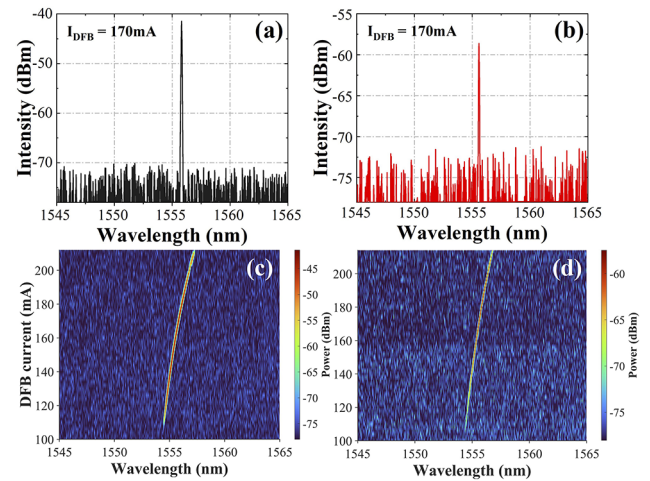 I_DFB = 170mA (a)
Intensity (dBm)
-40
-50
-60
-70
1545 1550 1555 1560 1565
Wavelength (nm)
I_DFB = 170mA (b)
Intensity (dBm)
-55
-60
-65
-70
-75
1545 1550 1555 1560 1565
Wavelength (nm)
(c)
DFB current (mA)
200
180
160
140
120
100
1545 1550 1555 1560 1565
Wavelength (nm)
-45
-50
-55
-60
-65
-70
-75
Power (dBm)
(d)
200
180
160
140
120
100
1545 1550 1555 1560 1565
Wavelength (nm)
-60
-65
-70
-75
Power (dBm)